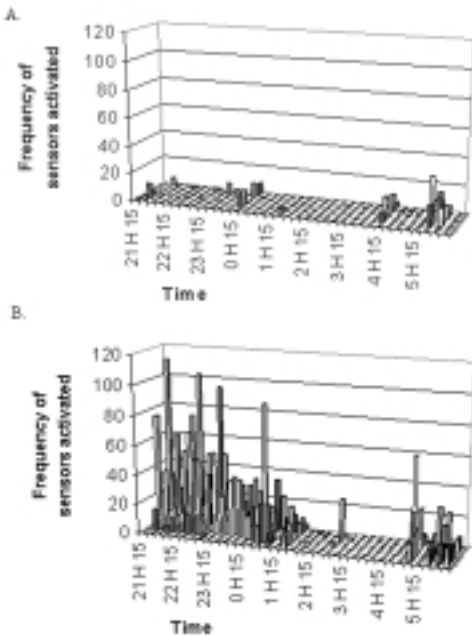 A.
Frequency of
sensors activated
120
100
80
60
40
20
0
21 H 15
22 H 15
23 H 15
0 H 15
1 H 15
2 H 15
3 H 15
4 H 15
5 H 15
Time
B.
Frequency of
sensors activated
120
100
80
60
40
20
0
21 H 15
22 H 15
23 H 15
0 H 15
1 H 15
2 H 15
3 H 15
4 H 15
5 H 15
Time